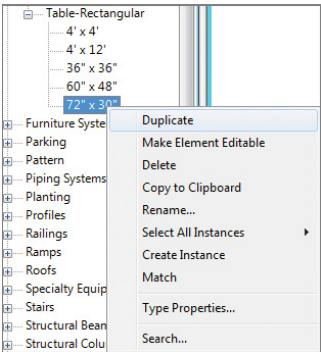 Table-Rectangular
4' x 4'
4' x 12'
36" x 36"
60" x 48"
72" x 30"
Furniture Syste
Parking
Pattern
Piping Systems
Planting
Profiles
Railings
Ramps
Roofs
Specialty Equip
Stairs
Structural Bean
Structural Colu
Duplicate
Make Element Editable
Delete
Copy to Clipboard
Rename...
Select All Instances
Create Instance
Match
Type Properties...
Search...